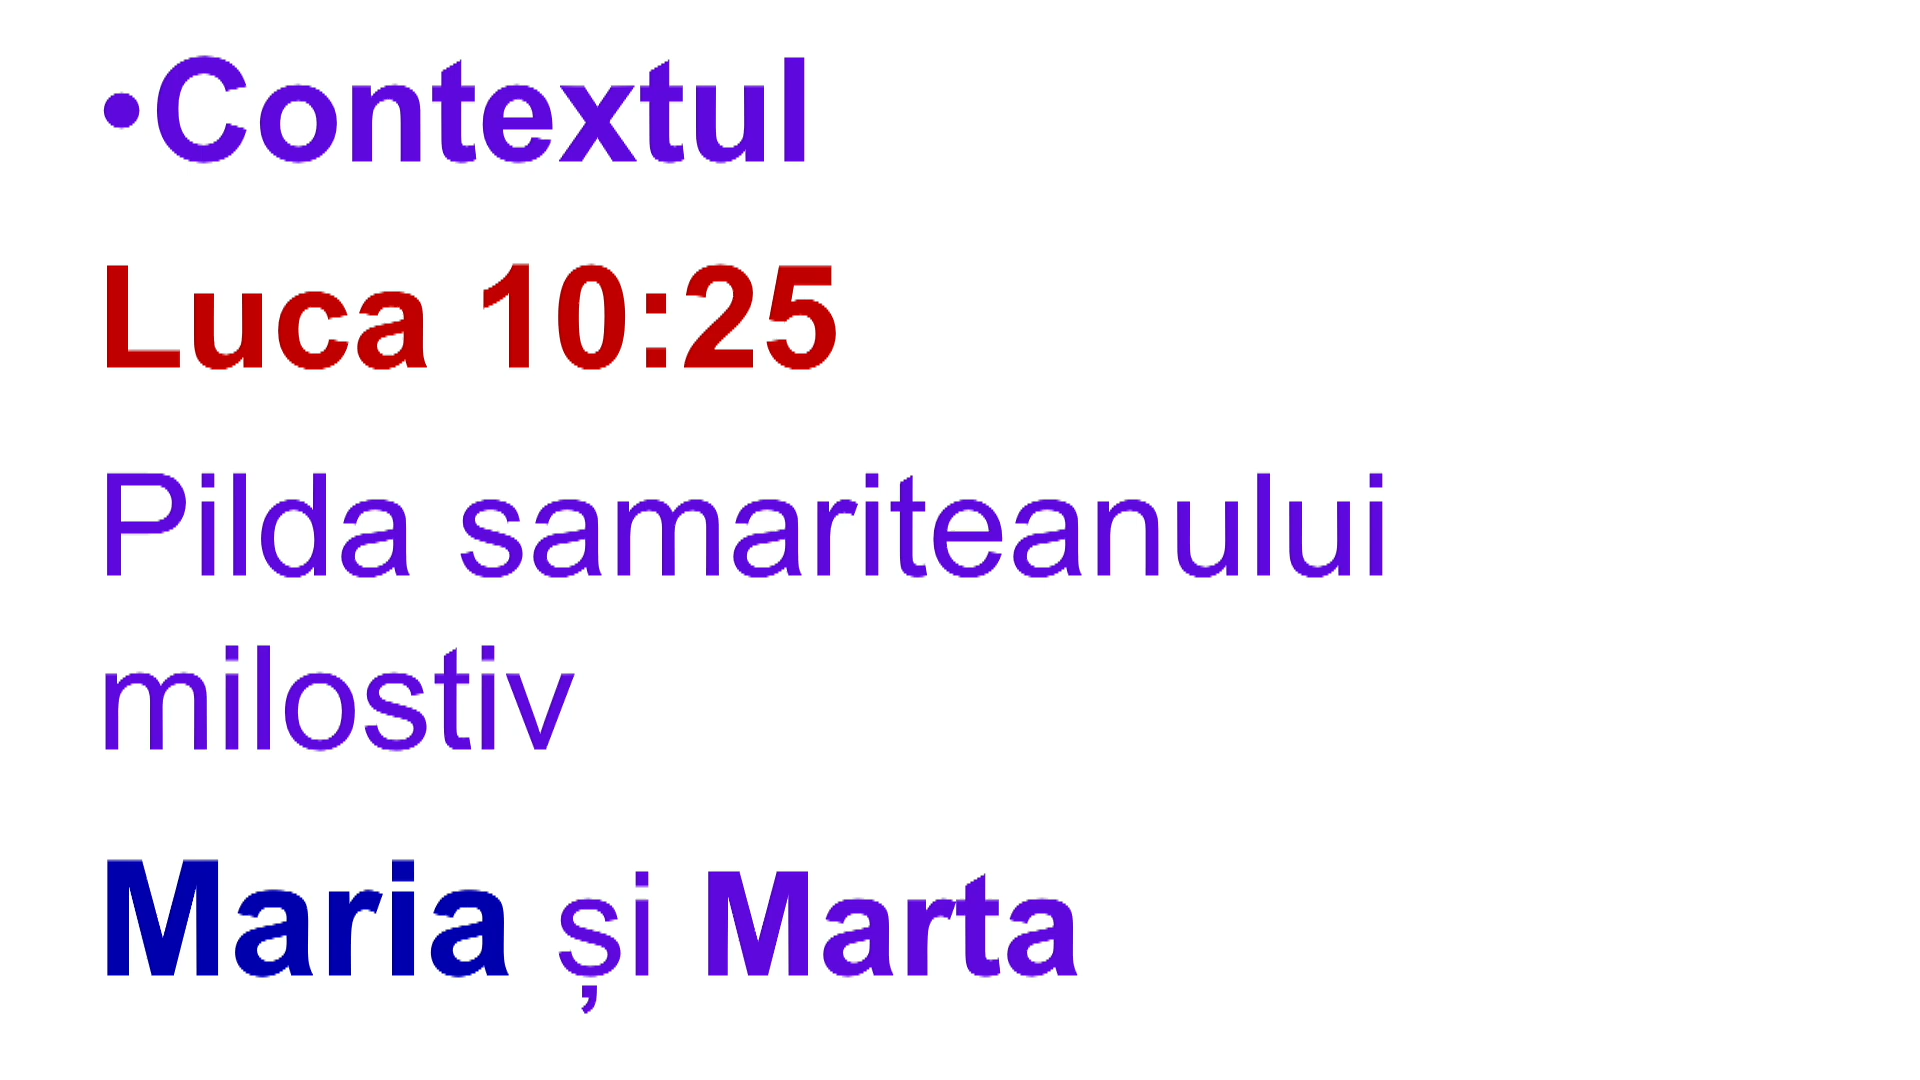 •Contextul
Luca 10:25
Pilda samariteanului
milostiv
Maria și Marta